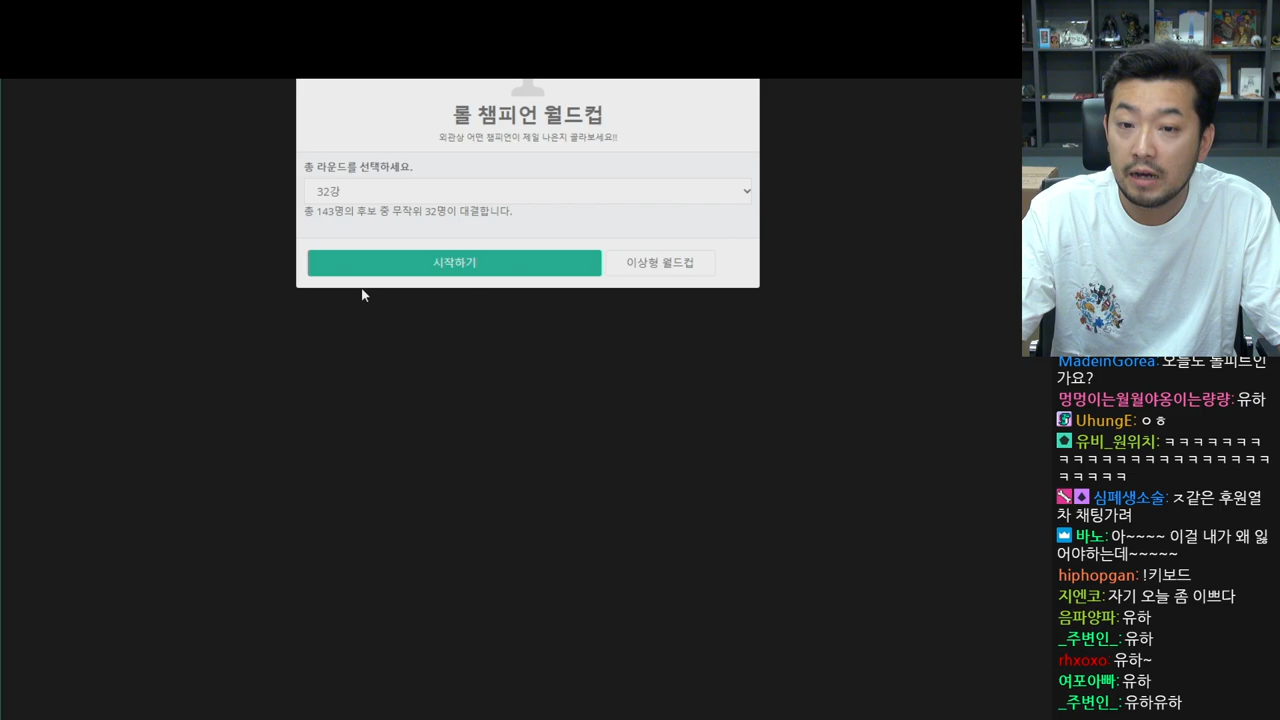 롤 챔피언 월드컵
외관상 어떤 챔피언이 제일 나은지 골라보세요!!
총 라운드를 선택하세요.
32강
총 143명의 후보 중 무작위 32명이 대결합니다.
시작하기
이상형 월드컵
MadeinGorea: 오늘도 롤피트인
가요?
멍멍이는월월야옹이는량량: 유하
UhungE: ㅇㅎ
유비_원위치: ㅋㅋㅋㅋㅋㅋㅋ
ㅋㅋㅋㅋㅋㅋㅋㅋㅋㅋㅋㅋㅋㅋㅋ
ㅋㅋㅋㅋㅋ
심폐생소술: ㅈ같은 후원열
차 채팅가려
바노: 아~~~~ 이걸 내가 왜 잃
어야하는데~~~~~
hiphopgan: !키보드
지엔코: 자기 오늘 좀 이쁘다
음파양파: 유하
_주변인_: 유하
rhxoxo: 유하~
여포아빠: 유하
_주변인_: 유하유하